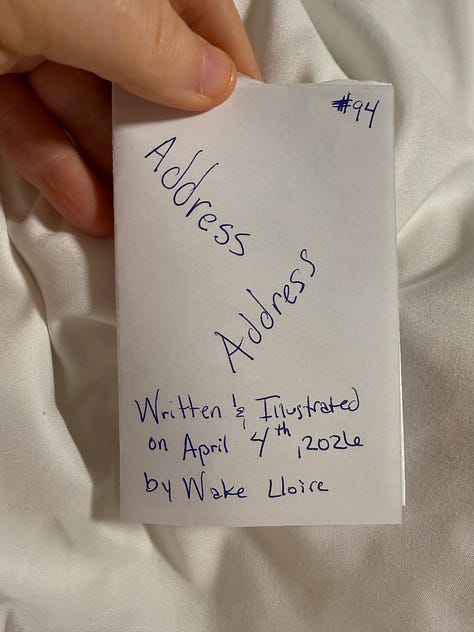 #94
Address
Address
Written & Illustrated
on April 4th, 2026
by Wake Lloire